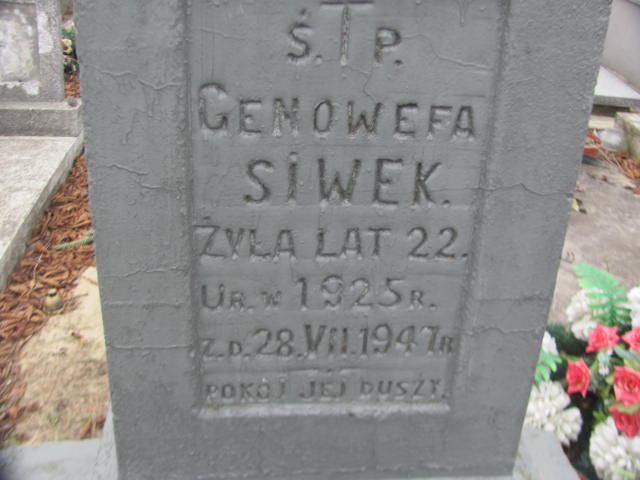 Ś.†P.
GENOWEFA
SIWEK.
ŻYŁA LAT 22.
UR. W 1925 R.
Z.D. 28.VII.1947 R
POKÓJ JEJ DUSZY.